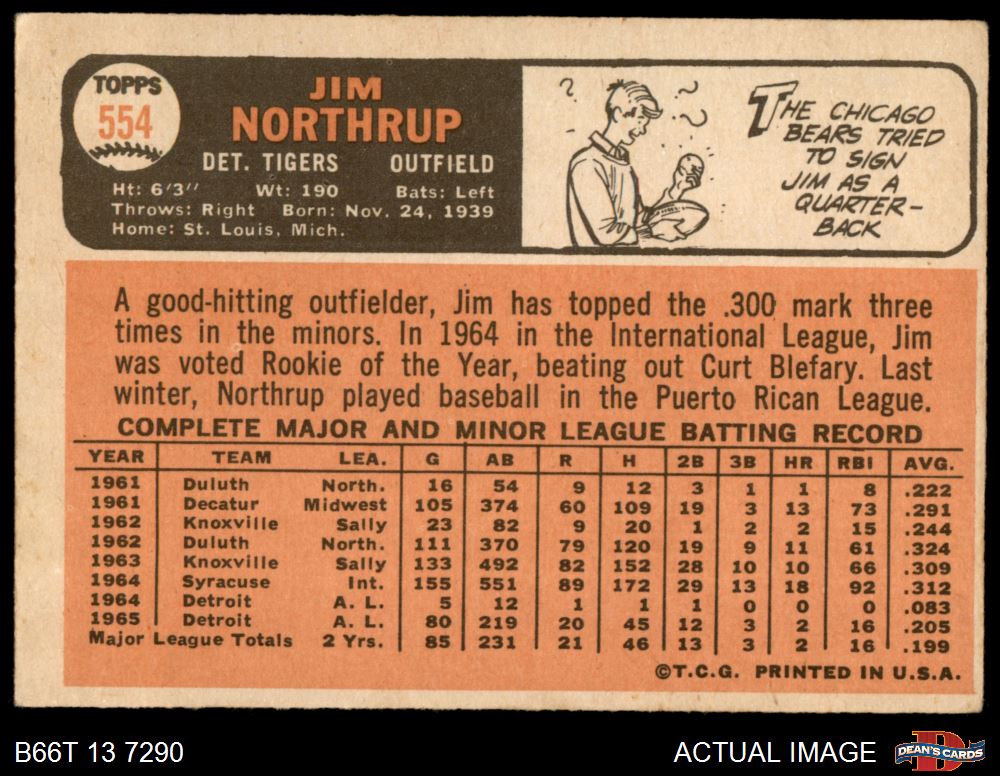 TOPPS
554
JIM
NORTHRUP
DET. TIGERS OUTFIELD
Ht: 6'3" Wt: 190 Bats: Left
Throws: Right Born: Nov. 24, 1939
Home: St. Louis, Mich.
? ? ?
THE CHICAGO
BEARS TRIED
TO SIGN
JIM AS A
QUARTER-
BACK
A good-hitting outfielder, Jim has topped the .300 mark three
times in the minors. In 1964 in the International League, Jim
was voted Rookie of the Year, beating out Curt Blefary. Last
winter, Northrup played baseball in the Puerto Rican League.
COMPLETE MAJOR AND MINOR LEAGUE BATTING RECORD
YEAR TEAM LEA. G AB R H 2B 3B HR RBI AVG.
1961 Duluth North. 16 54 9 12 3 1 1 8 .222
1961 Decatur Midwest 105 374 60 109 19 3 13 73 .291
1962 Knoxville Sally 23 82 9 20 1 2 2 15 .244
1962 Duluth North. 111 370 79 120 19 9 11 61 .324
1963 Knoxville Sally 133 492 82 152 28 10 10 66 .309
1964 Syracuse Int. 155 551 89 172 29 13 18 92 .312
1964 Detroit A. L. 5 12 1 1 1 0 0 0 .083
1965 Detroit A. L. 80 219 20 45 12 3 2 16 .205
Major League Totals 2 Yrs. 85 231 21 46 13 3 2 16 .199
©T.C.G. PRINTED IN U.S.A.
B66T 13 7290 ACTUAL IMAGE D DEAN'S CARDS